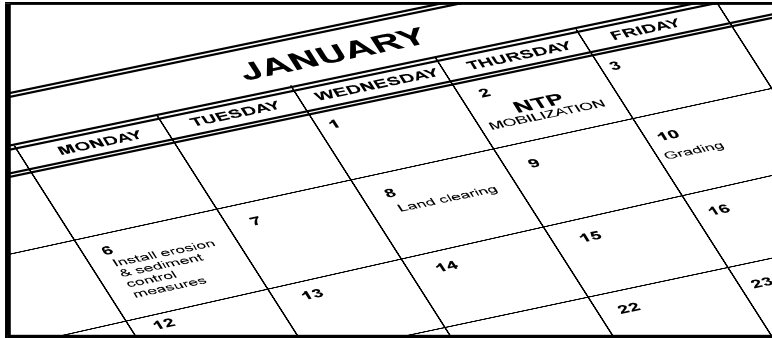 JANUARY
MONDAY TUESDAY WEDNESDAY THURSDAY FRIDAY
1
2
NTP
MOBILIZATION
3
6
Install erosion
& sediment
control
measures
7
8
Land clearing
9
10
Grading
12
13
14
15
16
22
23